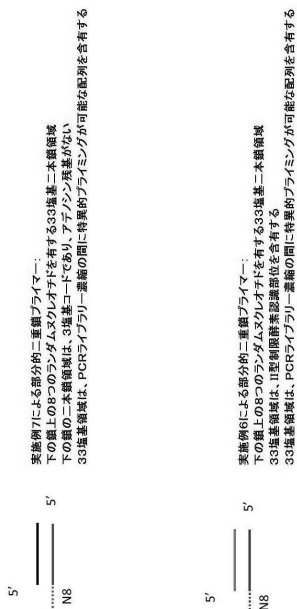 5'
5'
N8
実施例7による部分的二重鎖プライマー:
下の鎖上の8つのランダムヌクレオチドを有する33塩基二本鎖領域
下の鎖の二本鎖領域は、3塩基コードであり、アデノシン残基がない
33塩基領域は、PCRライブラリー濃縮の間に特異的プライミングが可能な配列を含有する
5'
5'
N8
実施例6による部分的二重鎖プライマー:
下の鎖上の8つのランダムヌクレオチドを有する33塩基二本鎖領域
33塩基領域は、II型制限酵素認識部位を含有する
33塩基領域は、PCRライブラリー濃縮の間に特異的プライミングが可能な配列を含有する